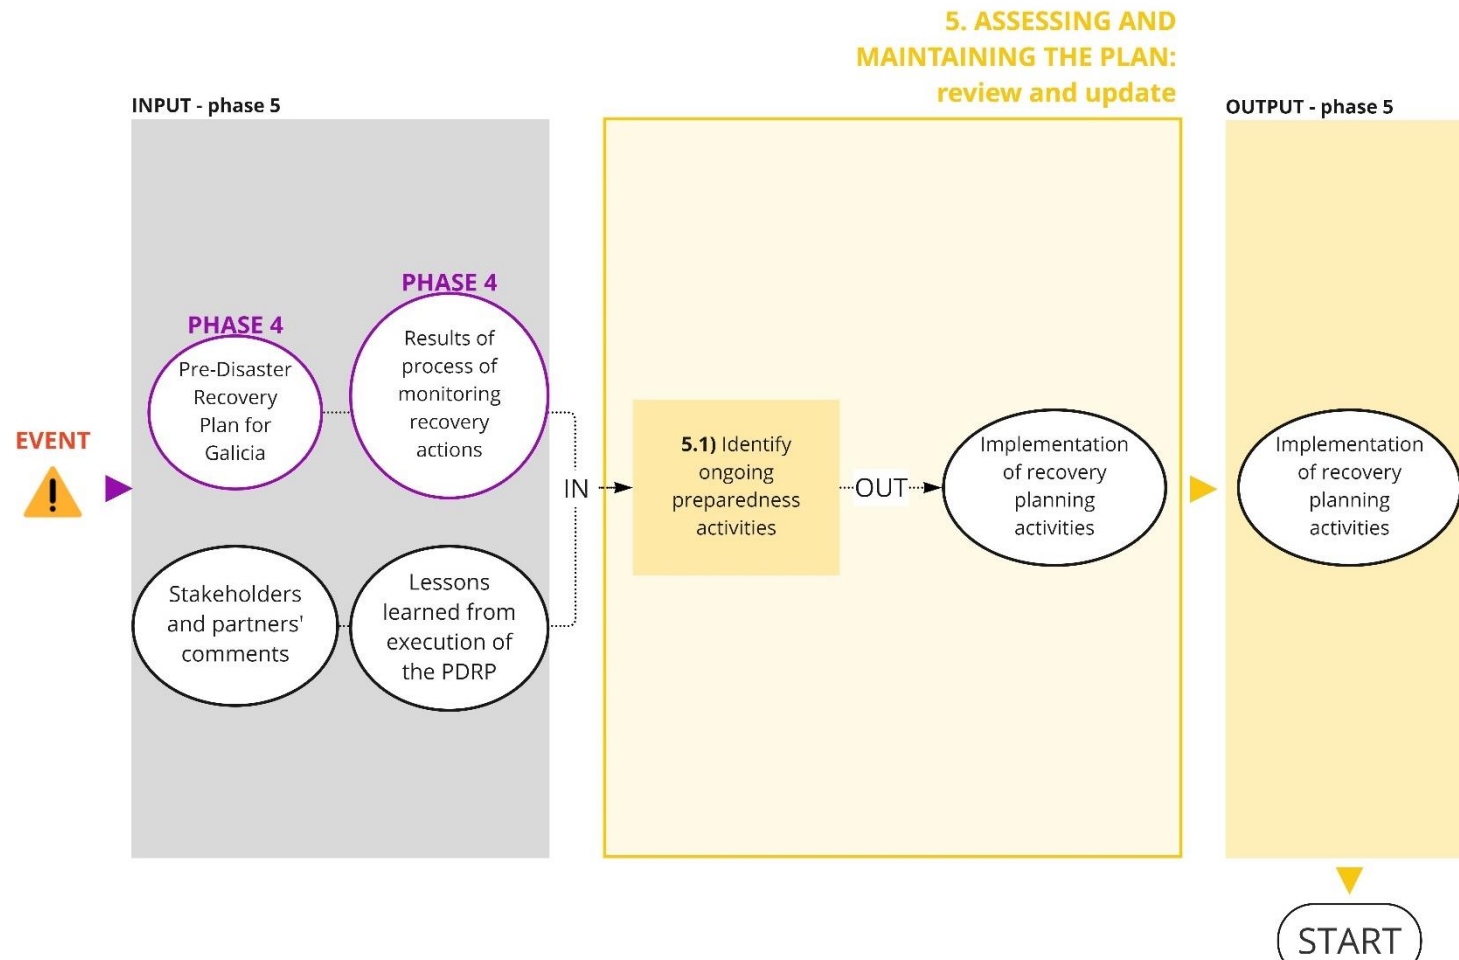 5. ASSESSING AND
MAINTAINING THE PLAN:
review and update
INPUT - phase 5
OUTPUT - phase 5
EVENT
PHASE 4
Pre-Disaster
Recovery
Plan for
Galicia
PHASE 4
Results of
process of
monitoring
recovery
actions
Stakeholders
and partners'
comments
Lessons
learned from
execution of
the PDRP
IN
5.1) Identify
ongoing
preparedness
activities
OUT
Implementation
of recovery
planning
activities
Implementation
of recovery
planning
activities
START